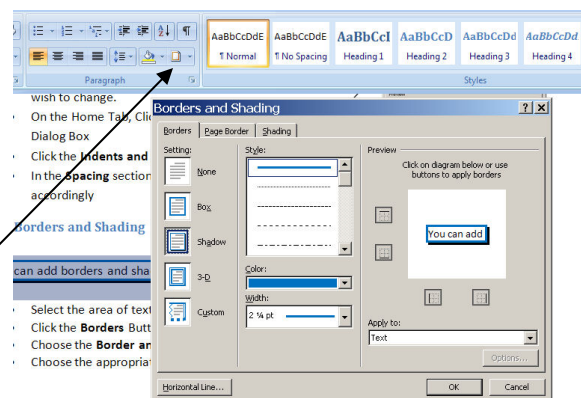 AaBbCcDdE AaBbCcDdE AaBbCcI AaBbCcD AaBbCcDd AaBbCcDd
¶ Normal ¶ No Spacing Heading 1 Heading 2 Heading 3 Heading 4
Paragraph Styles
wish to change.
On the Home Tab, Clic
Dialog Box
Click the Indents and
In the Spacing section
accordingly
Borders and Shading
can add borders and sha
Select the area of text
Click the Borders Butt
Choose the Border an
Choose the appropriat
Borders and Shading
Borders Page Border Shading
Setting:
None
Box
Shadow
3-D
Custom
Style:
Color:
Width:
2 ¼ pt
Preview
Click on diagram below or use
buttons to apply borders
You can add
Apply to:
Text
Options...
Horizontal Line... OK Cancel